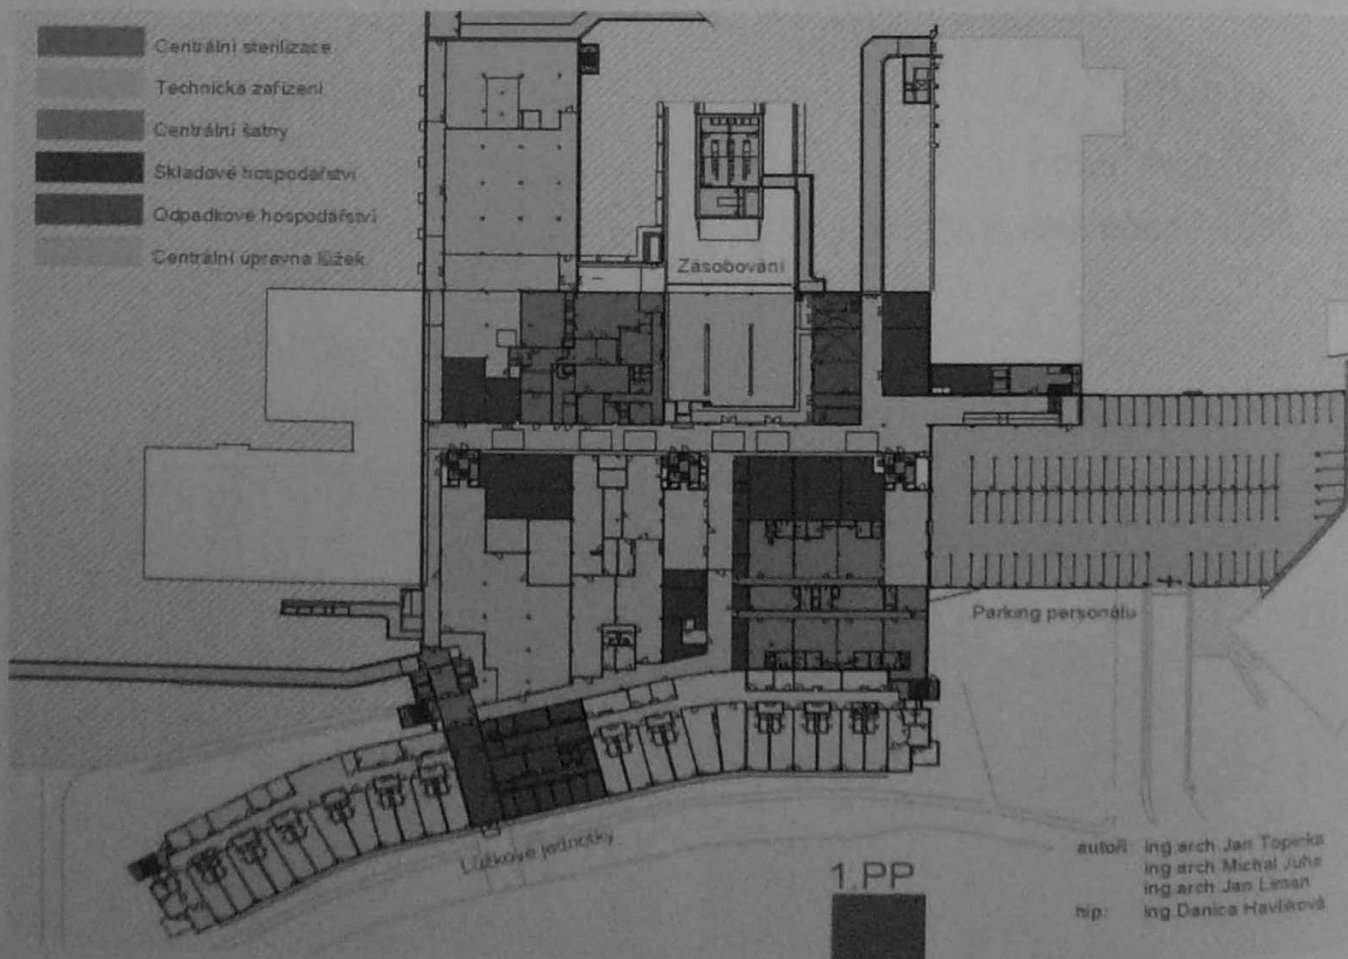 Centrální sterilizace
Technická zařízení
Centrální šatny
Skladové hospodářství
Odpadkové hospodářství
Centrální úpravna lůžek
Zásobování
Parking personálu
Lůžkové jednotky
1.PP
autoři: ing arch Jan Topinka
ing arch Michal Juha
ing arch Jan Liman
hip: ing.Danica Havlíková